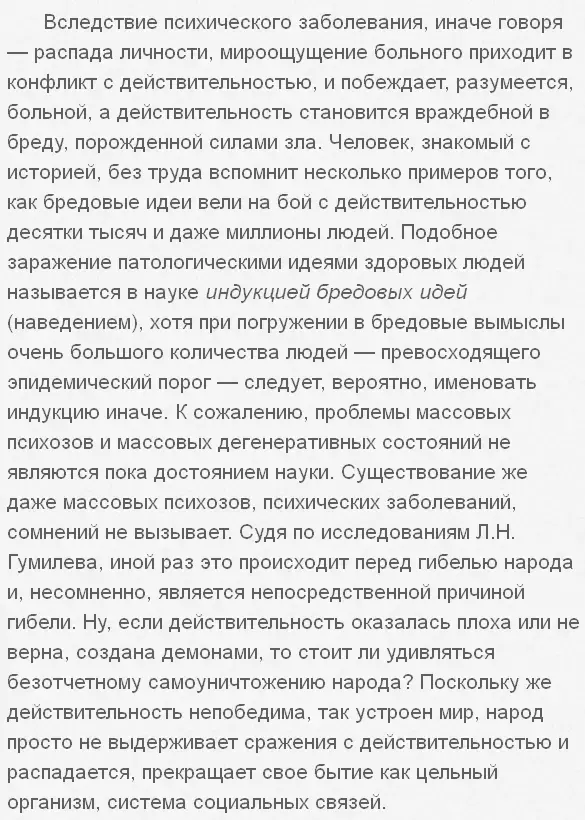 Вследствие психического заболевания, иначе говоря
— распада личности, мироощущение больного приходит в
конфликт с действительностью, и побеждает, разумеется,
больной, а действительность становится враждебной в
бреду, порожденной силами зла. Человек, знакомый с
историей, без труда вспомнит несколько примеров того,
как бредовые идеи вели на бой с действительностью
десятки тысяч и даже миллионы людей. Подобное
заражение патологическими идеями здоровых людей
называется в науке индукцией бредовых идей
(наведением), хотя при погружении в бредовые вымыслы
очень большого количества людей — превосходящего
эпидемический порог — следует, вероятно, именовать
индукцию иначе. К сожалению, проблемы массовых
психозов и массовых дегенеративных состояний не
являются пока достоянием науки. Существование же
даже массовых психозов, психических заболеваний,
сомнений не вызывает. Судя по исследованиям Л.Н.
Гумилева, иной раз это происходит перед гибелью народа
и, несомненно, является непосредственной причиной
гибели. Ну, если действительность оказалась плоха или не
верна, создана демонами, то стоит ли удивляться
безотчетному самоуничтожению народа? Поскольку же
действительность непобедима, так устроен мир, народ
просто не выдерживает сражения с действительностью и
распадается, прекращает свое бытие как цельный
организм, система социальных связей.